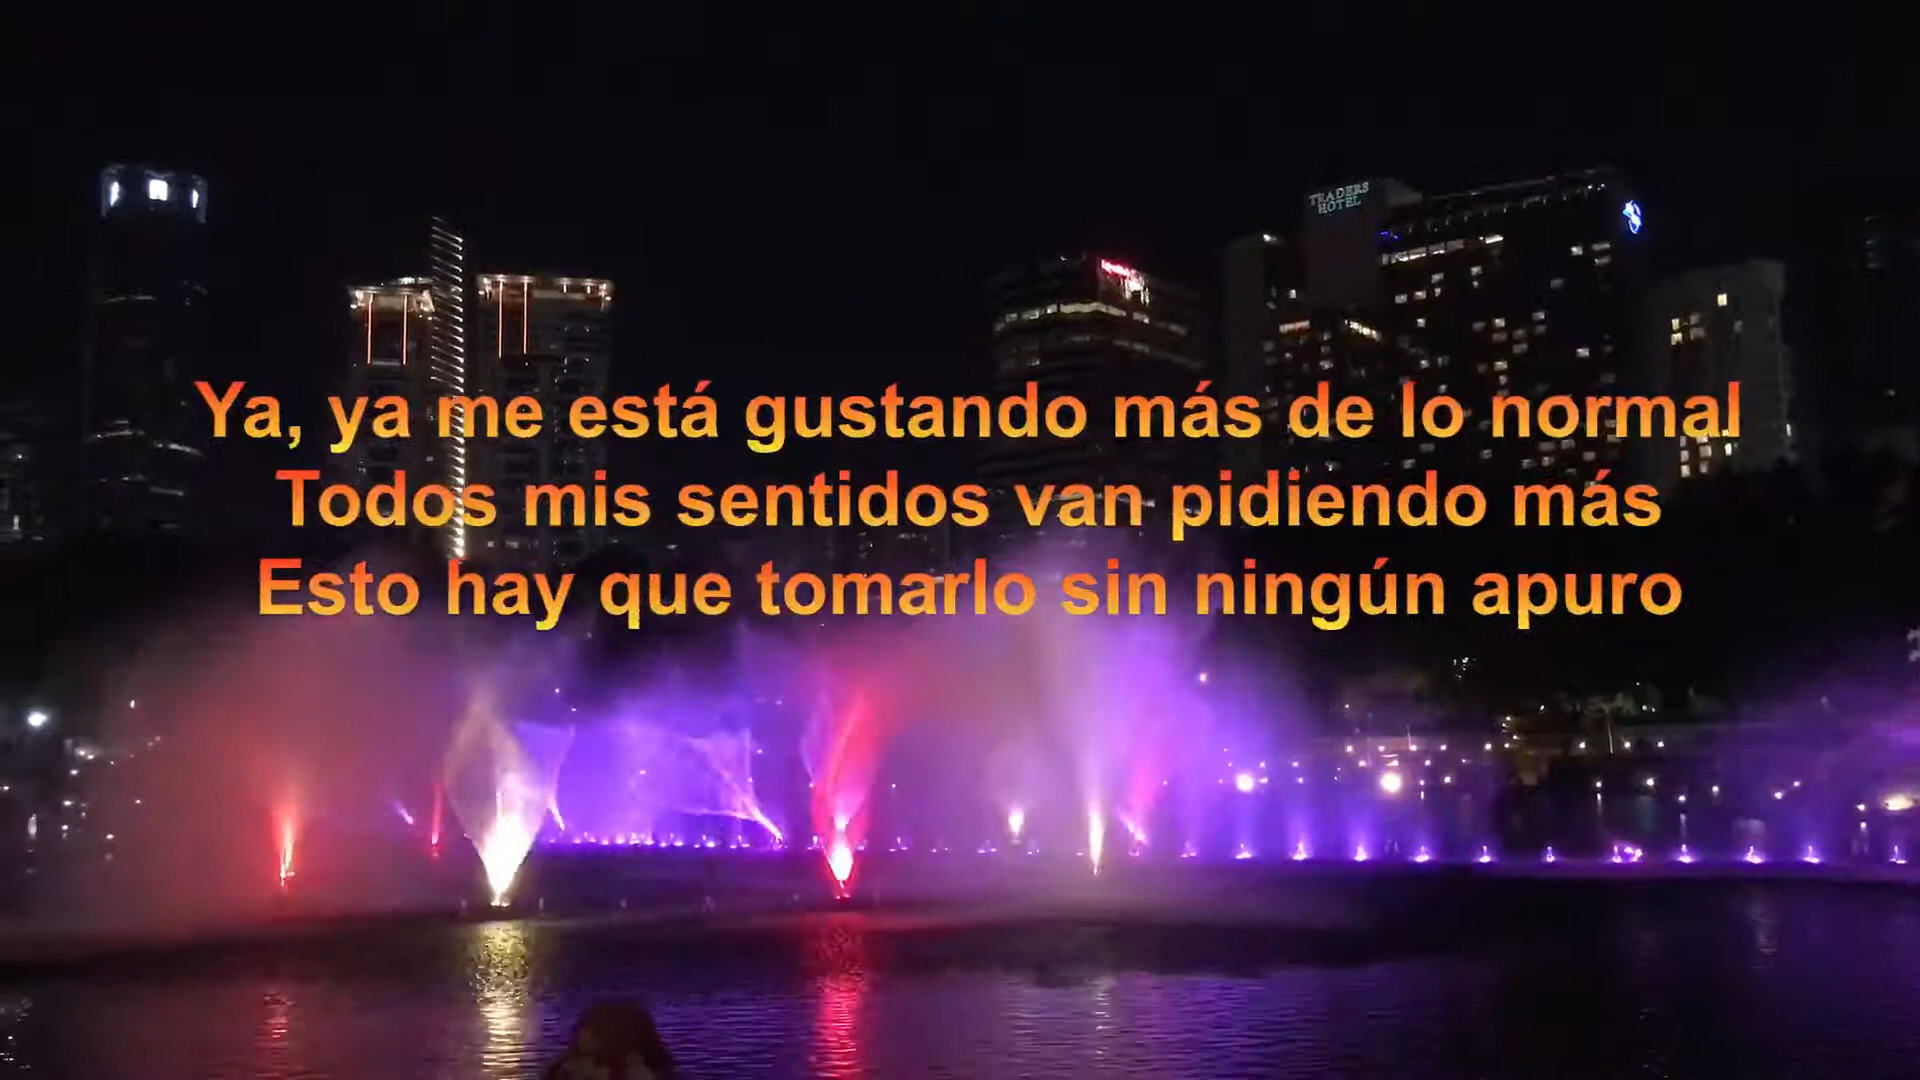 TRADERS
HOTEL
Ya, ya me está gustando más de lo normal
Todos mis sentidos van pidiendo más
Esto hay que tomarlo sin ningún apuro